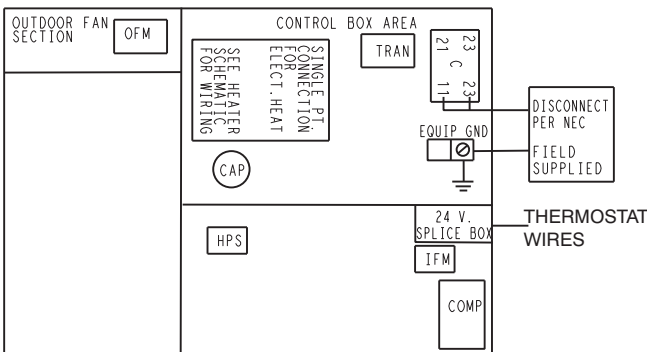 OUTDOOR FAN
SECTION
OFM
CONTROL BOX AREA
TRAN
SINGLE PT.
CONNECTION
FOR
ELECT.HEAT
SEE HEATER
SCHEMATIC
FOR WIRING
23
21
C
23
11
DISCONNECT
PER NEC
FIELD
SUPPLIED
EQUIP GND
CAP
24 V.
SPLICE BOX
THERMOSTAT
WIRES
HPS
IFM
COMP